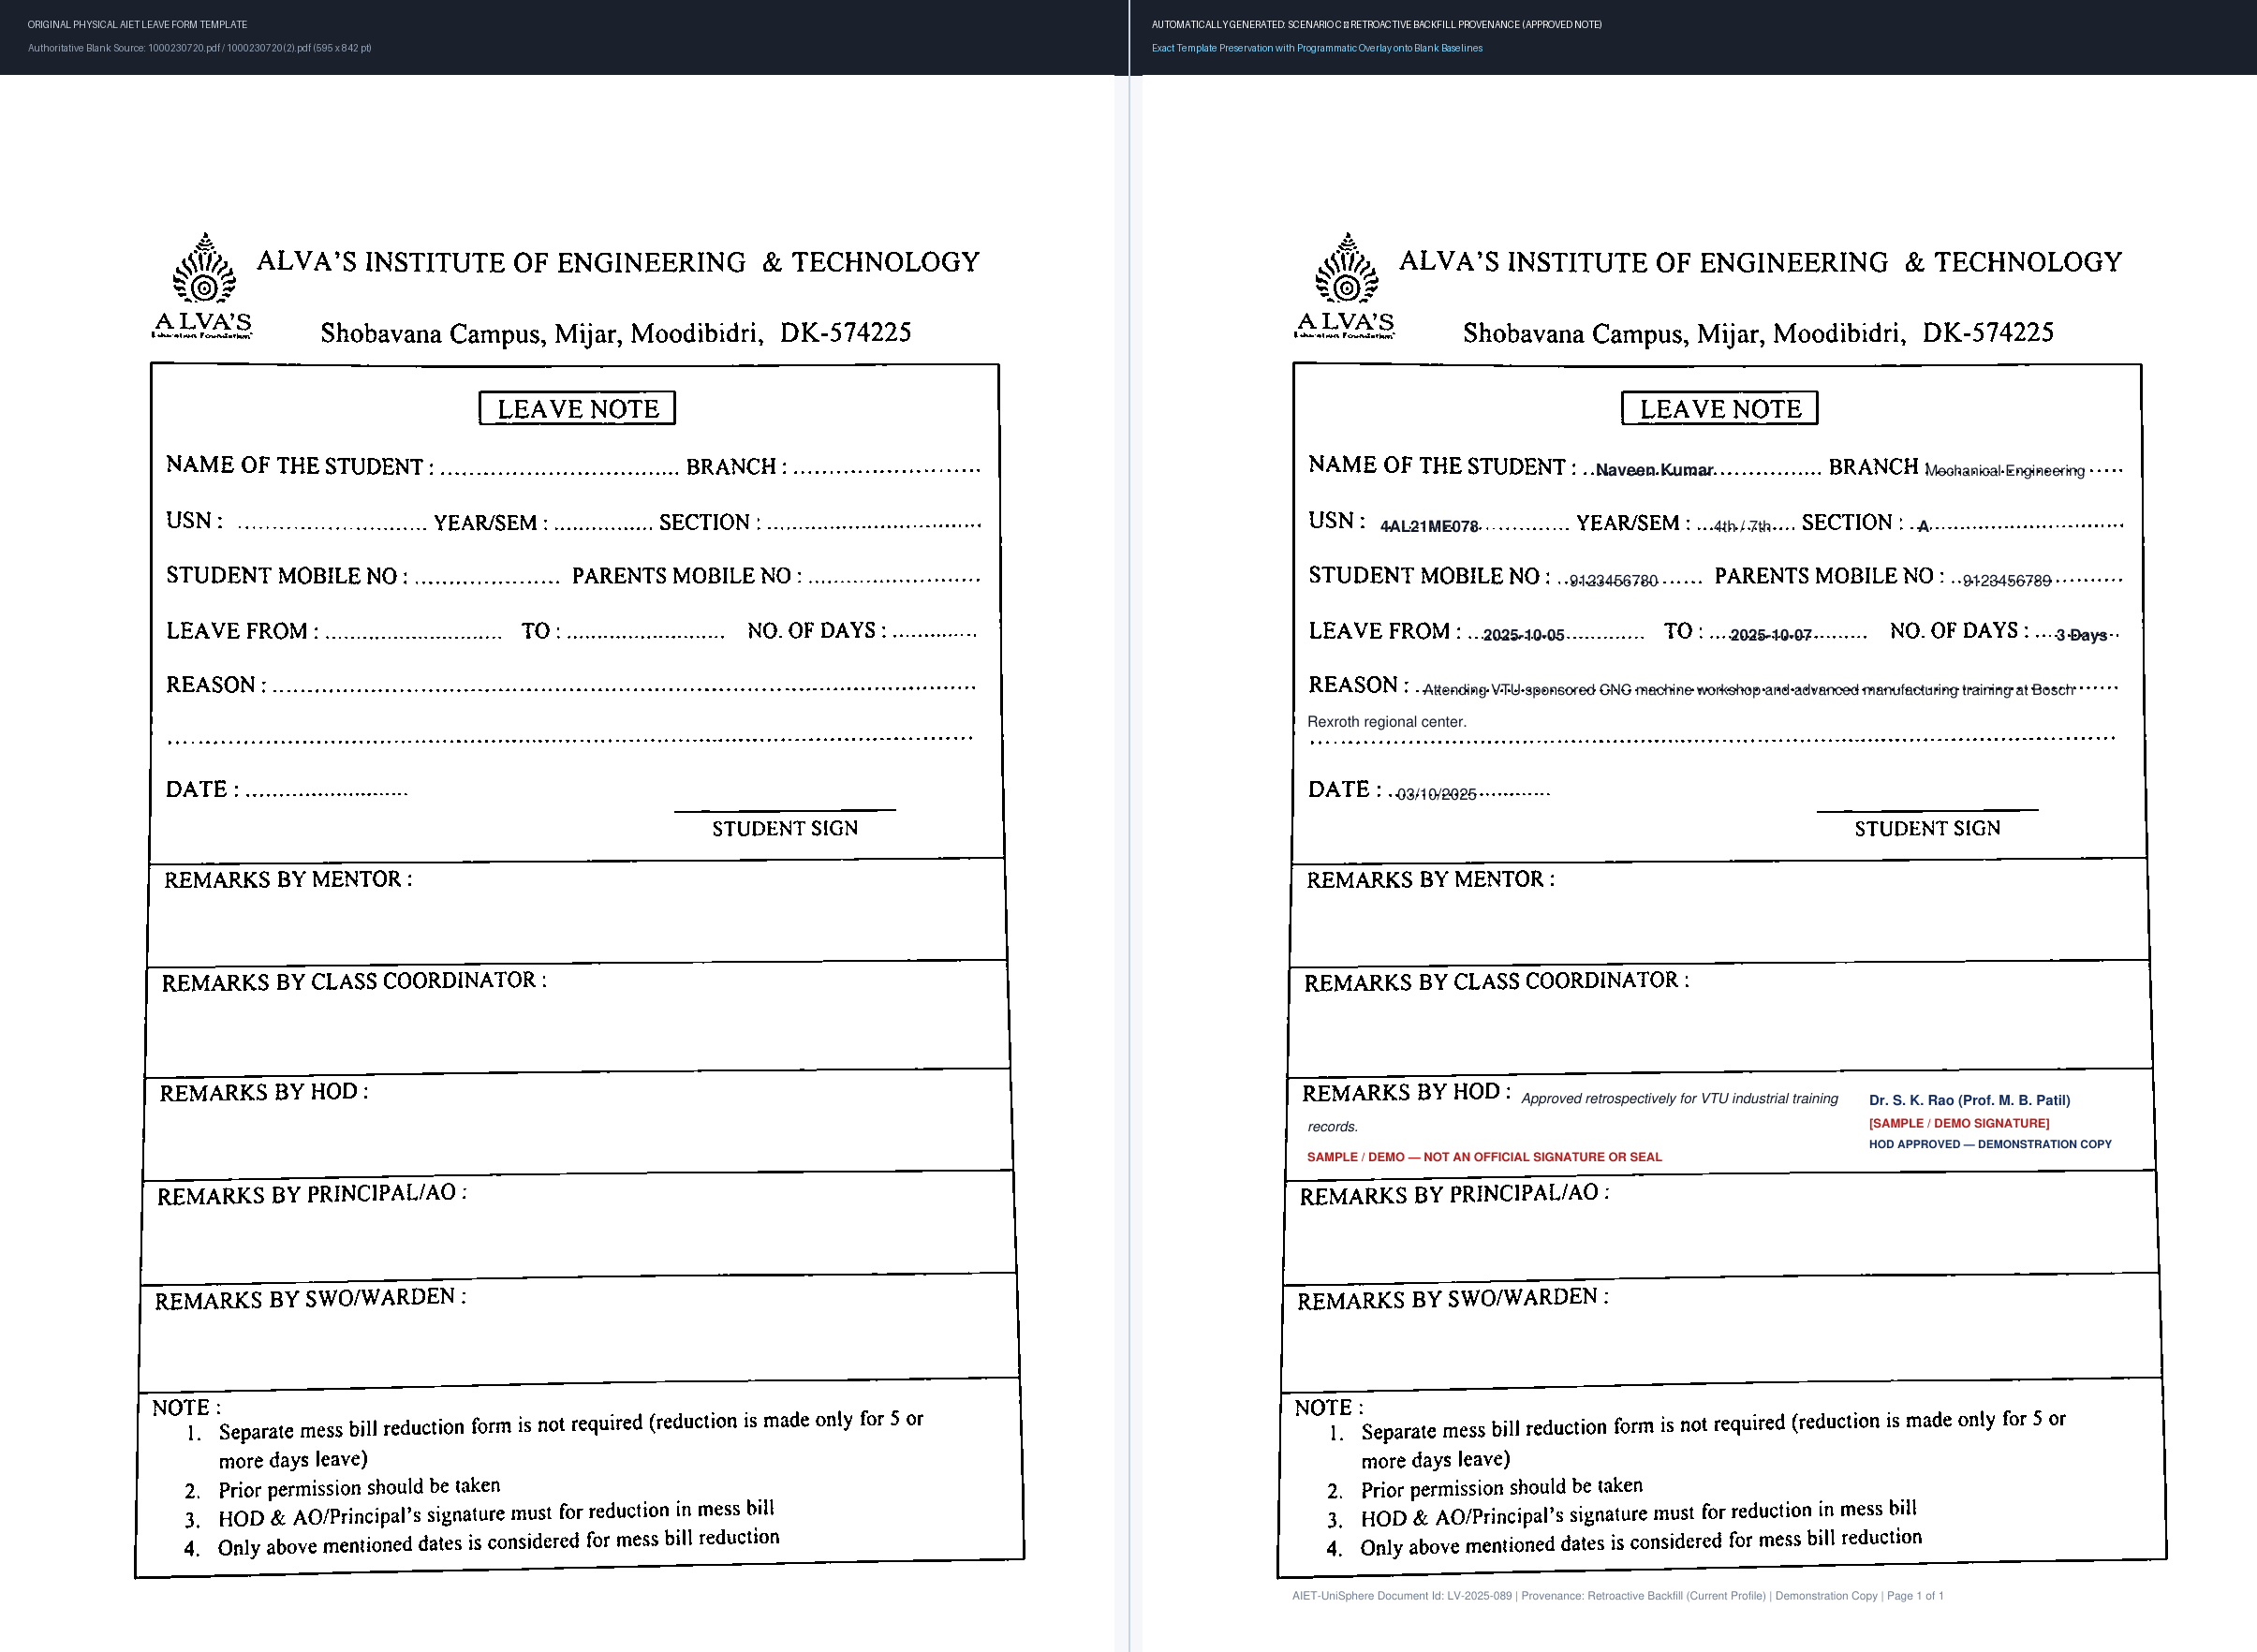 ORIGINAL PHYSICAL AIET LEAVE FORM TEMPLATE
Authoritative Blank Source: 1000230720.pdf / 1000230720(2).pdf (595 x 842 pt)
ALVA'S INSTITUTE OF ENGINEERING & TECHNOLOGY
ALVA'S
Education Foundation
Shobavana Campus, Mijar, Moodibidri, DK-574225
LEAVE NOTE
NAME OF THE STUDENT : .................................... BRANCH : ............................
USN : ............................ YEAR/SEM : ............... SECTION : ................................
STUDENT MOBILE NO : ...................... PARENTS MOBILE NO : ..........................
LEAVE FROM : ........................... TO : ........................ NO. OF DAYS : .............
REASON : ..........................................................................................................
........................................................................................................................
DATE : .........................
STUDENT SIGN
REMARKS BY MENTOR :
REMARKS BY CLASS COORDINATOR :
REMARKS BY HOD :
REMARKS BY PRINCIPAL/AO :
REMARKS BY SWO/WARDEN :
NOTE :
1. Separate mess bill reduction form is not required (reduction is made only for 5 or
more days leave)
2. Prior permission should be taken
3. HOD & AO/Principal's signature must for reduction in mess bill
4. Only above mentioned dates is considered for mess bill reduction
AUTOMATICALLY GENERATED: SCENARIO C RETROACTIVE BACKFILL PROVENANCE (APPROVED NOTE)
Exact Template Preservation with Programmatic Overlay onto Blank Baselines
ALVA'S INSTITUTE OF ENGINEERING & TECHNOLOGY
ALVA'S
Education Foundation
Shobavana Campus, Mijar, Moodibidri, DK-574225
LEAVE NOTE
NAME OF THE STUDENT : ..Naveen Kumar................ BRANCH Mechanical Engineering .....
USN : 4AL21ME078.............. YEAR/SEM : ...4th / 7th.... SECTION : ..A.............................
STUDENT MOBILE NO : ..9123456780...... PARENTS MOBILE NO : ..9123456789..........
LEAVE FROM : ...2025-10-05............ TO : ....2025-10-07........ NO. OF DAYS : ....3 Days..
REASON : ..Attending VTU sponsored CNC machine workshop and advanced manufacturing training at Bosch......
Rexroth regional center.
........................................................................................................................
DATE : ..03/10/2025............
STUDENT SIGN
REMARKS BY MENTOR :
REMARKS BY CLASS COORDINATOR :
REMARKS BY HOD : Approved retrospectively for VTU industrial training
records.
SAMPLE / DEMO — NOT AN OFFICIAL SIGNATURE OR SEAL
Dr. S. K. Rao (Prof. M. B. Patil)
[SAMPLE / DEMO SIGNATURE]
HOD APPROVED — DEMONSTRATION COPY
REMARKS BY PRINCIPAL/AO :
REMARKS BY SWO/WARDEN :
NOTE :
1. Separate mess bill reduction form is not required (reduction is made only for 5 or
more days leave)
2. Prior permission should be taken
3. HOD & AO/Principal's signature must for reduction in mess bill
4. Only above mentioned dates is considered for mess bill reduction
AIET-UniSphere Document Id: LV-2025-089 | Provenance: Retroactive Backfill (Current Profile) | Demonstration Copy | Page 1 of 1